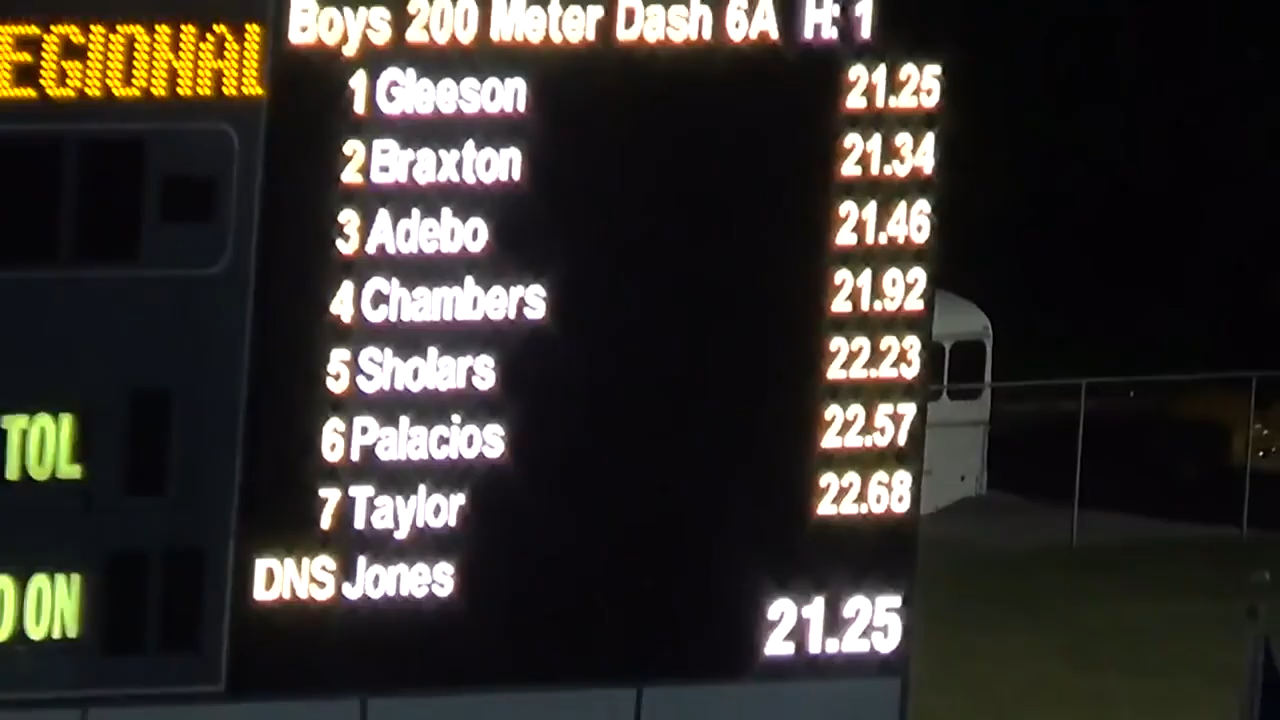 EGIONAL
Boys 200 Meter Dash 6A H: 1
1 Gleeson 21.25
2 Braxton 21.34
3 Adebo 21.46
4 Chambers 21.92
5 Sholars 22.23
6 Palacios 22.57
7 Taylor 22.68
DNS Jones
21.25
TOL
ON